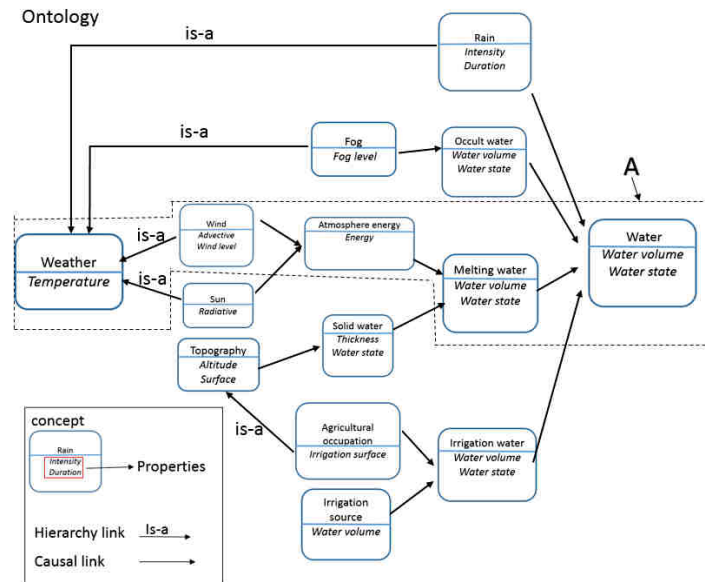 Ontology
is-a
Rain
Intensity
Duration
is-a
Fog
Fog level
Occult water
Water volume
Water state
A
Weather
Temperature
is-a
is-a
Wind
Advective
Wind level
Sun
Radiative
Atmosphere energy
Energy
Melting water
Water volume
Water state
Water
Water volume
Water state
Topography
Altitude
Surface
Solid water
Thickness
Water state
is-a
Agricultural
occupation
Irrigation surface
Irrigation water
Water volume
Water state
Irrigation
source
Water volume
concept
Rain
Intensity
Duration
Properties
Hierarchy link Is-a
Causal link